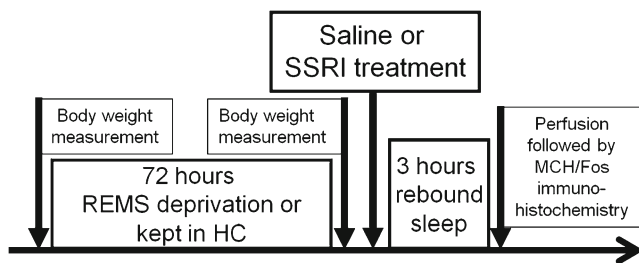 Saline or
SSRI treatment
Body weight
measurement
Body weight
measurement
72 hours
REMS deprivation or
kept in HC
3 hours
rebound
sleep
Perfusion
followed by
MCH/Fos
immuno-
histochemistry